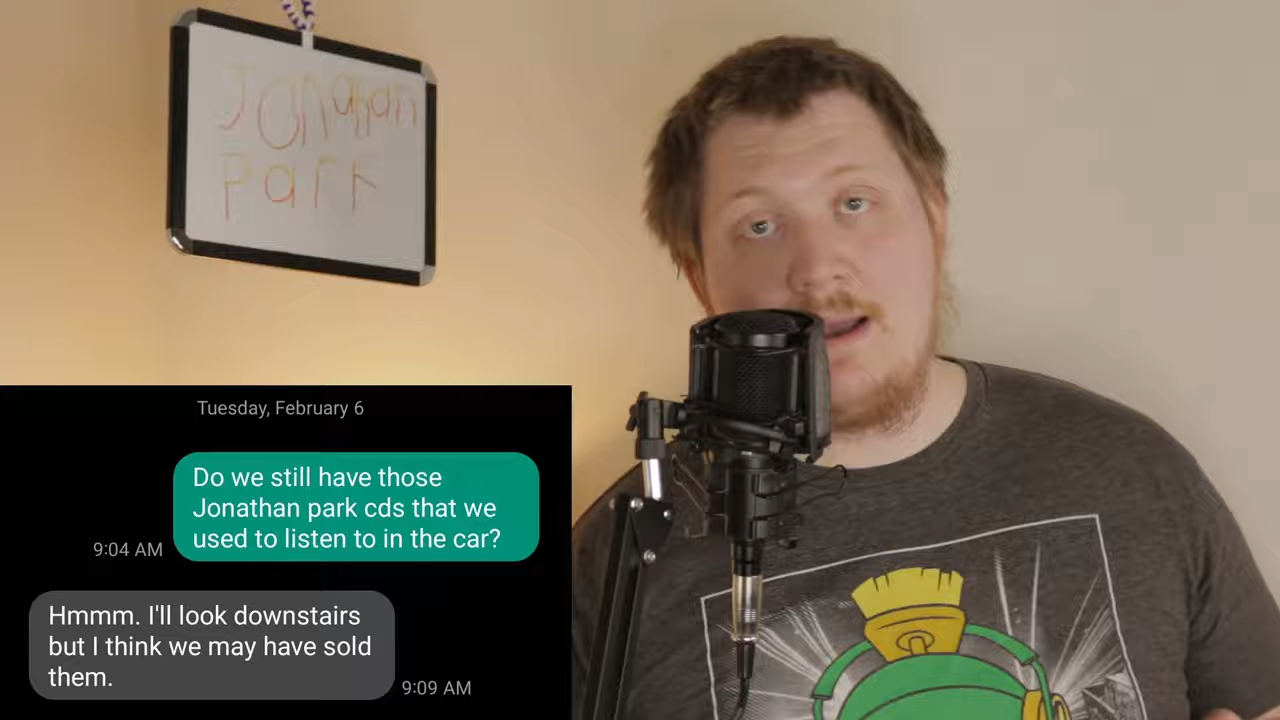 Jonathan
Park
Tuesday, February 6
Do we still have those
Jonathan park cds that we
used to listen to in the car?
9:04 AM
Hmmm. I'll look downstairs
but I think we may have sold
them.
9:09 AM